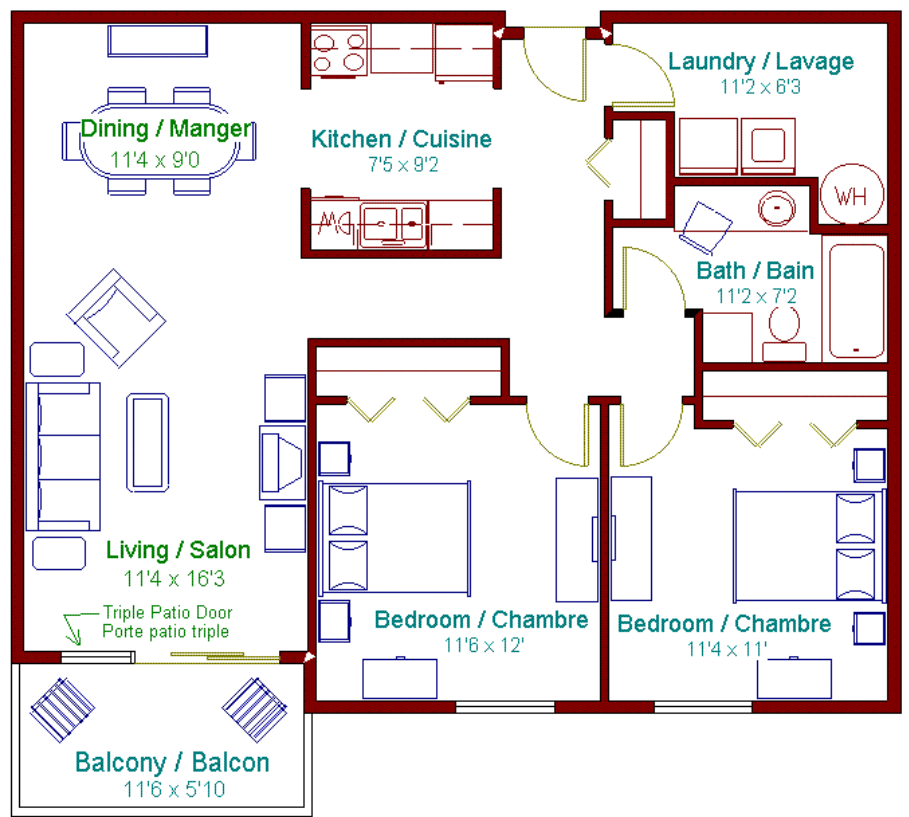 Laundry / Lavage
11'2 x 6'3
Dining / Manger
11'4 x 9'0
Kitchen / Cuisine
7'5 x 9'2
WH
DW
Bath / Bain
11'2 x 7'2
Living / Salon
11'4 x 16'3
Triple Patio Door
Porte patio triple
Bedroom / Chambre
11'6 x 12'
Bedroom / Chambre
11'4 x 11'
Balcony / Balcon
11'6 x 5'10